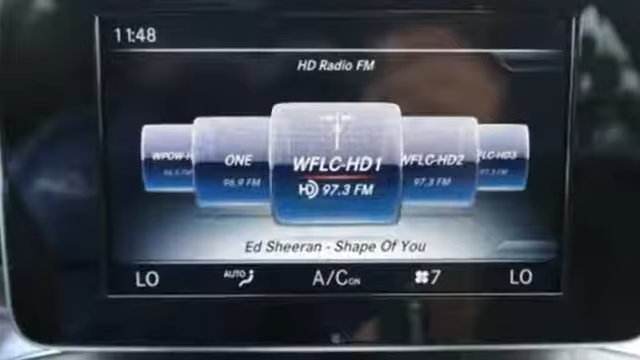 11:48
HD Radio FM
ONE
96.9 FM
WFLC-HD1
HD 97.3 FM
WFLC-HD2
97.3 FM
Ed Sheeran - Shape Of You
LO AUTO A/C ON 7 LO